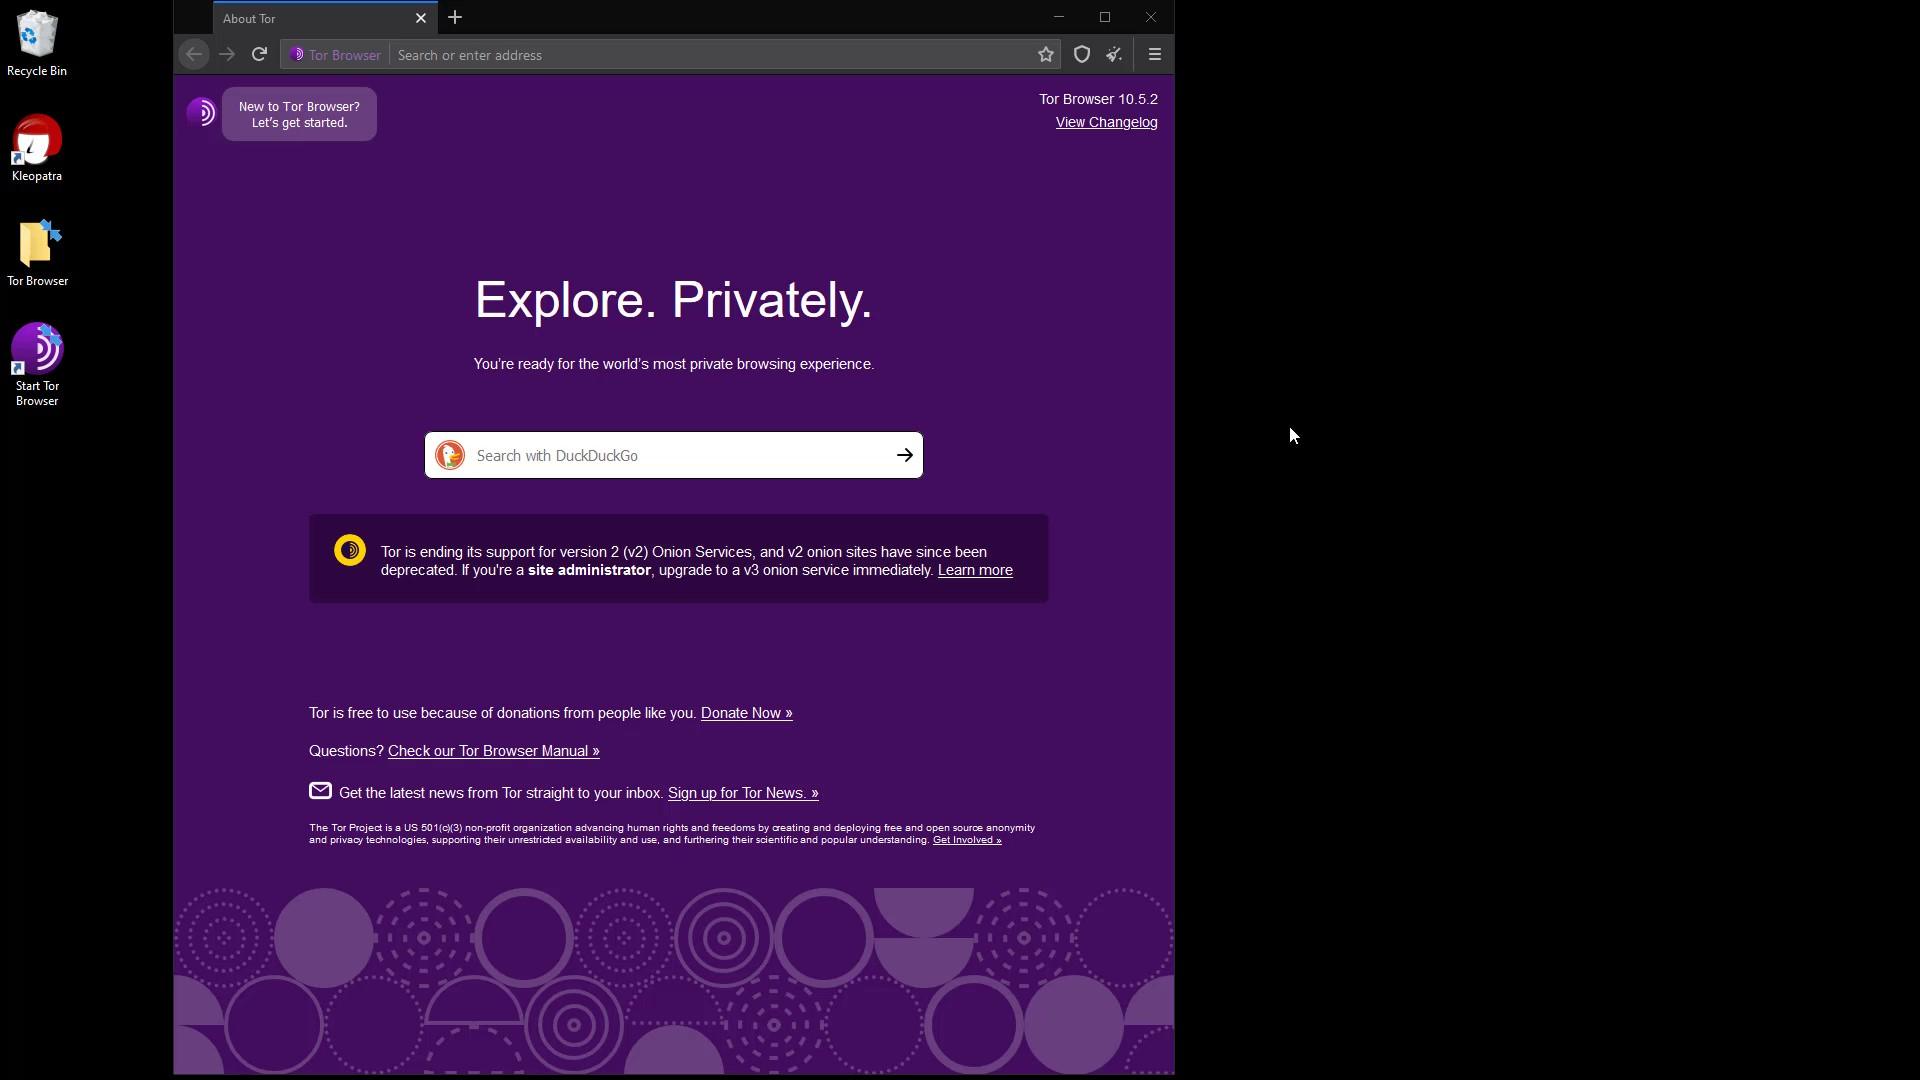 Recycle Bin
Kleopatra
Tor Browser
Start Tor
Browser
About Tor
Tor Browser
Search or enter address
New to Tor Browser?
Let's get started.
Tor Browser 10.5.2
View Changelog
Explore. Privately.
You're ready for the world's most private browsing experience.
Search with DuckDuckGo
Tor is ending its support for version 2 (v2) Onion Services, and v2 onion sites have since been
deprecated. If you're a site administrator, upgrade to a v3 onion service immediately. Learn more
Tor is free to use because of donations from people like you. Donate Now »
Questions? Check our Tor Browser Manual »
Get the latest news from Tor straight to your inbox. Sign up for Tor News. »
The Tor Project is a US 501(c)(3) non-profit organization advancing human rights and freedoms by creating and deploying free and open source anonymity
and privacy technologies, supporting their unrestricted availability and use, and furthering their scientific and popular understanding. Get Involved »